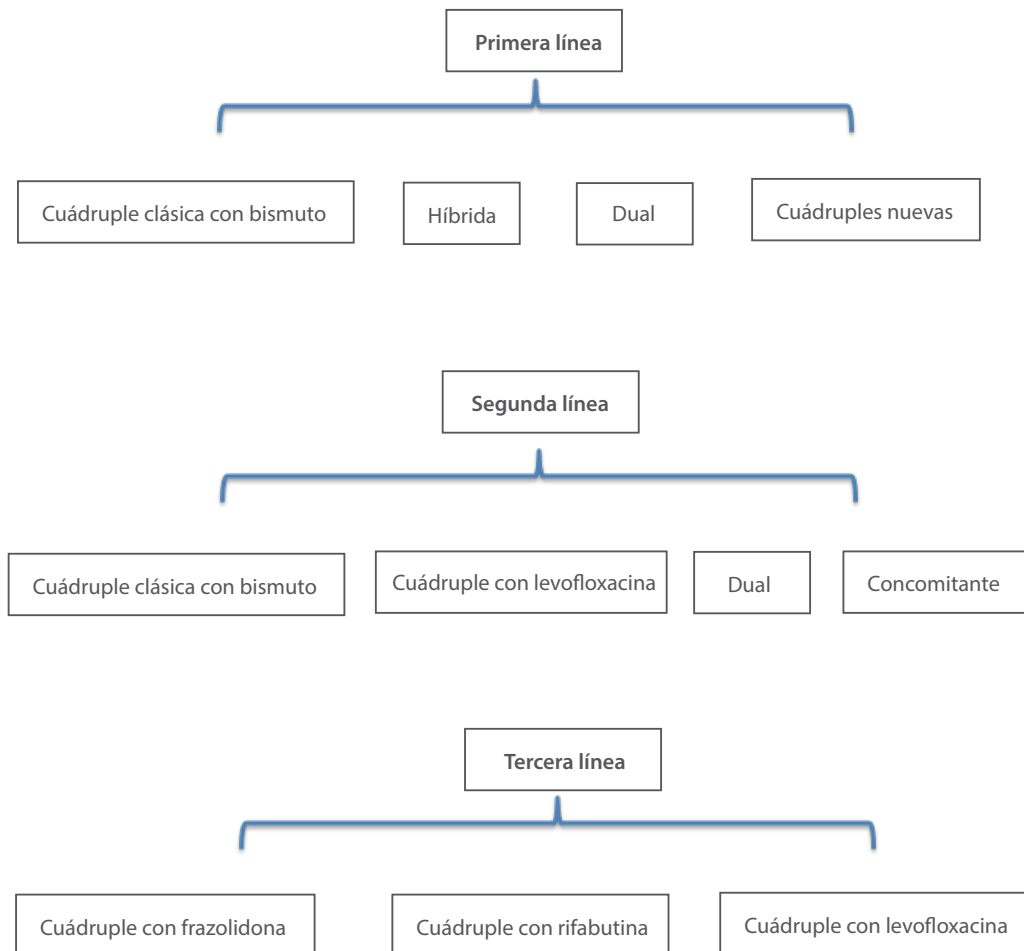 Primera línea
Cuádruple clásica con bismuto
Híbrida
Dual
Cuádruples nuevas
Segunda línea
Cuádruple clásica con bismuto
Cuádruple con levofloxacina
Dual
Concomitante
Tercera línea
Cuádruple con frazolidona
Cuádruple con rifabutina
Cuádruple con levofloxacina